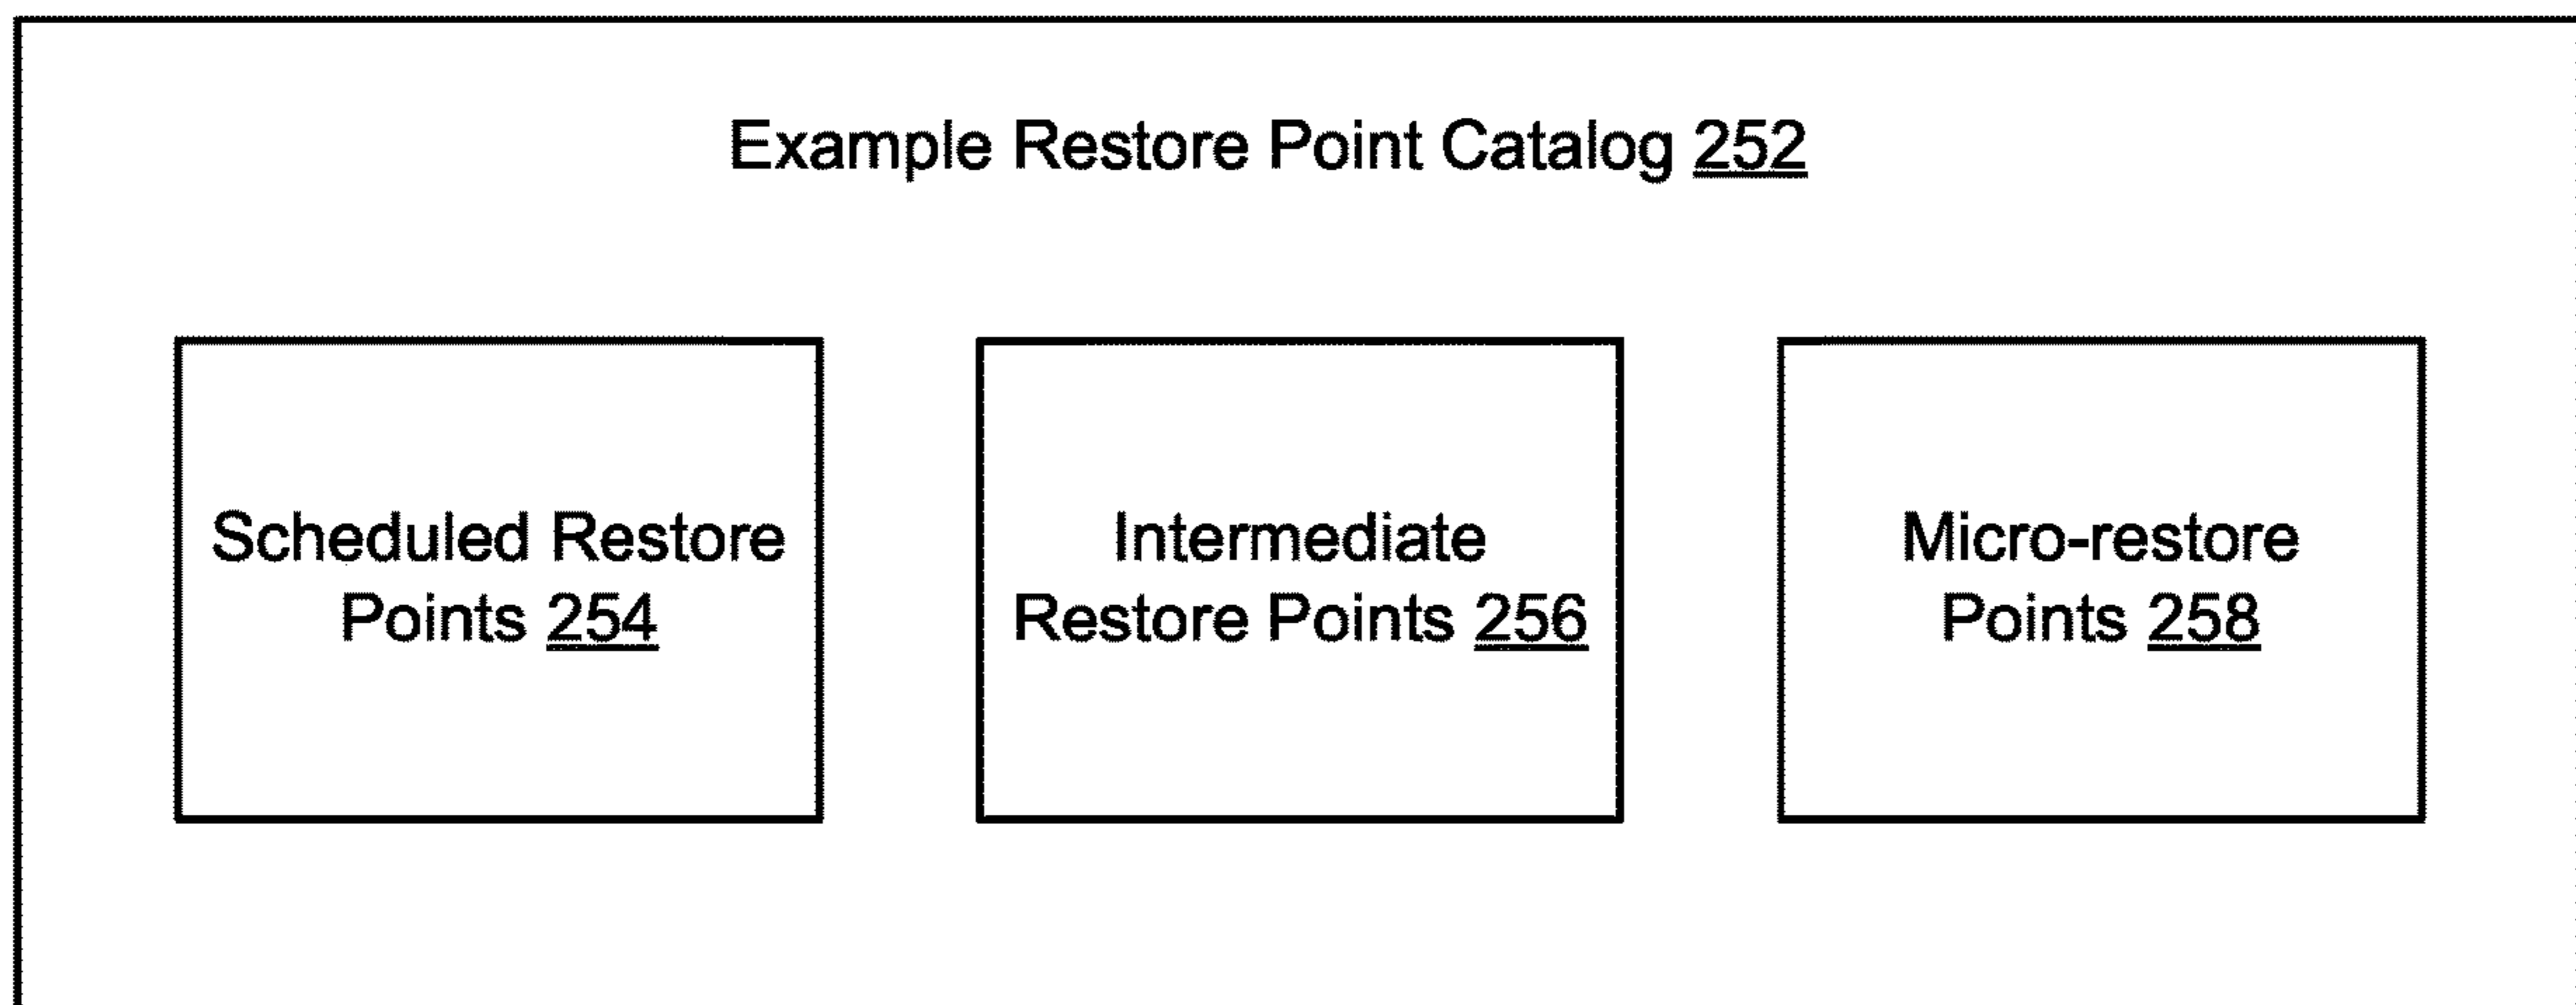 Example Restore Point Catalog 252
Scheduled Restore
Points 254
Intermediate
Restore Points 256
Micro-restore
Points 258